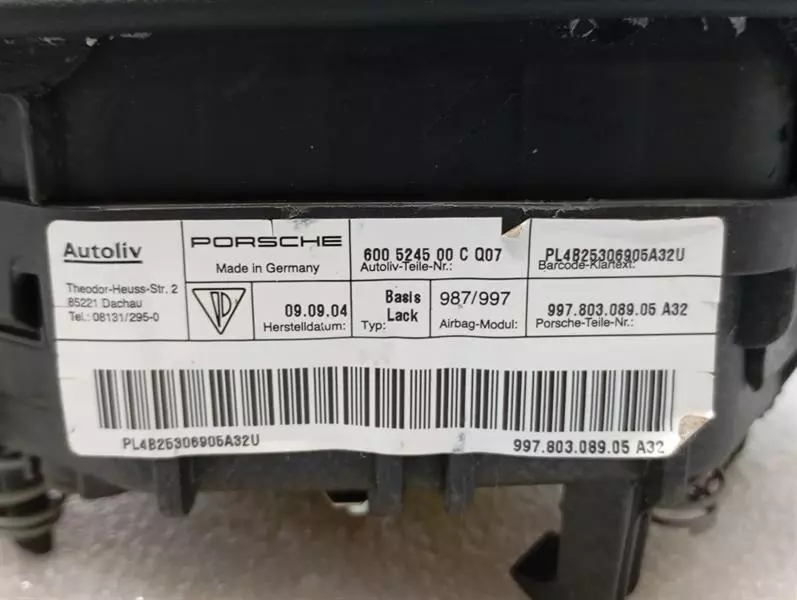 Autoliv
Theodor-Heuss-Str. 2
85221 Dachau
Tel.: 08131/295-0
PORSCHE
Made in Germany
09.09.04
Herstelldatum:
600 5245 00 C Q07
Autoliv-Teile-Nr.:
Basis
Lack
Typ:
987/997
Airbag-Modul:
PL4B25306905A32U
Barcode-Klartext:
997.803.089.05 A32
Porsche-Teile-Nr.:
PL4B25306905A32U
997.803.089.05 A32